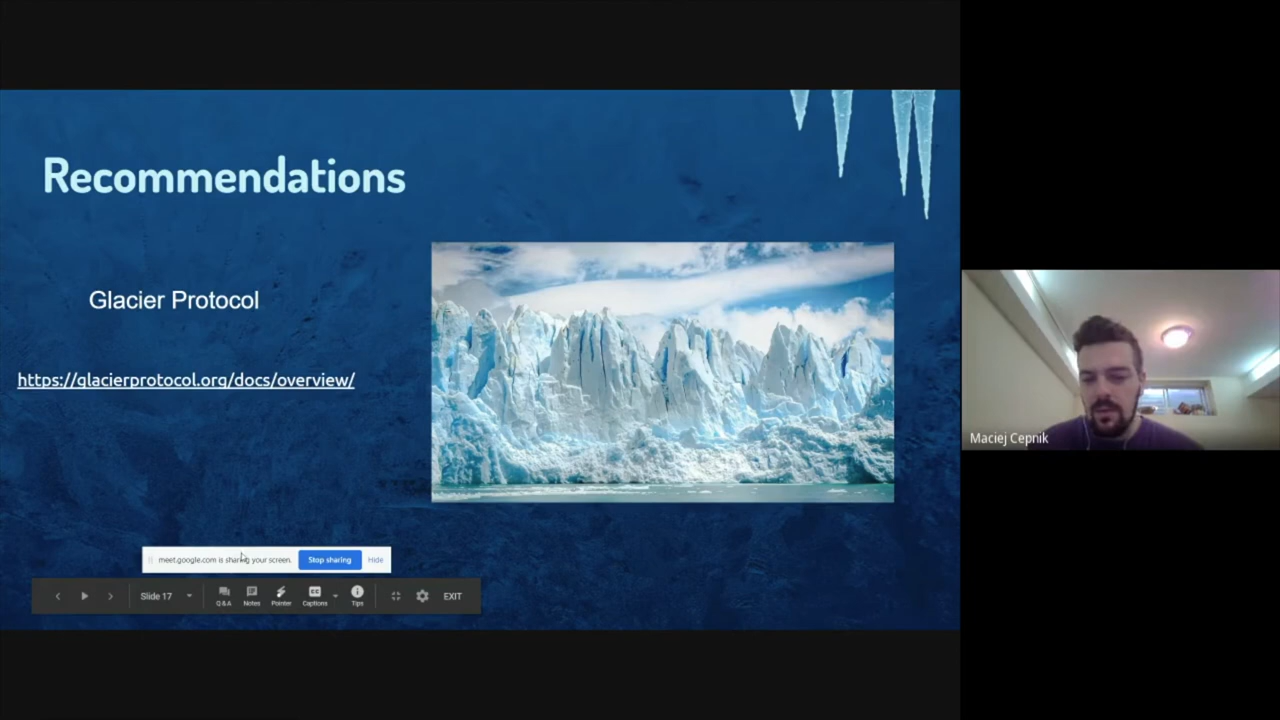 Recommendations
Glacier Protocol
https://glacierprotocol.org/docs/overview/
Maciej Cepnik
meet.google.com is sharing your screen.
Stop sharing
Hide
Slide 17
Q&A
Notes
Pointer
Captions
Tips
EXIT